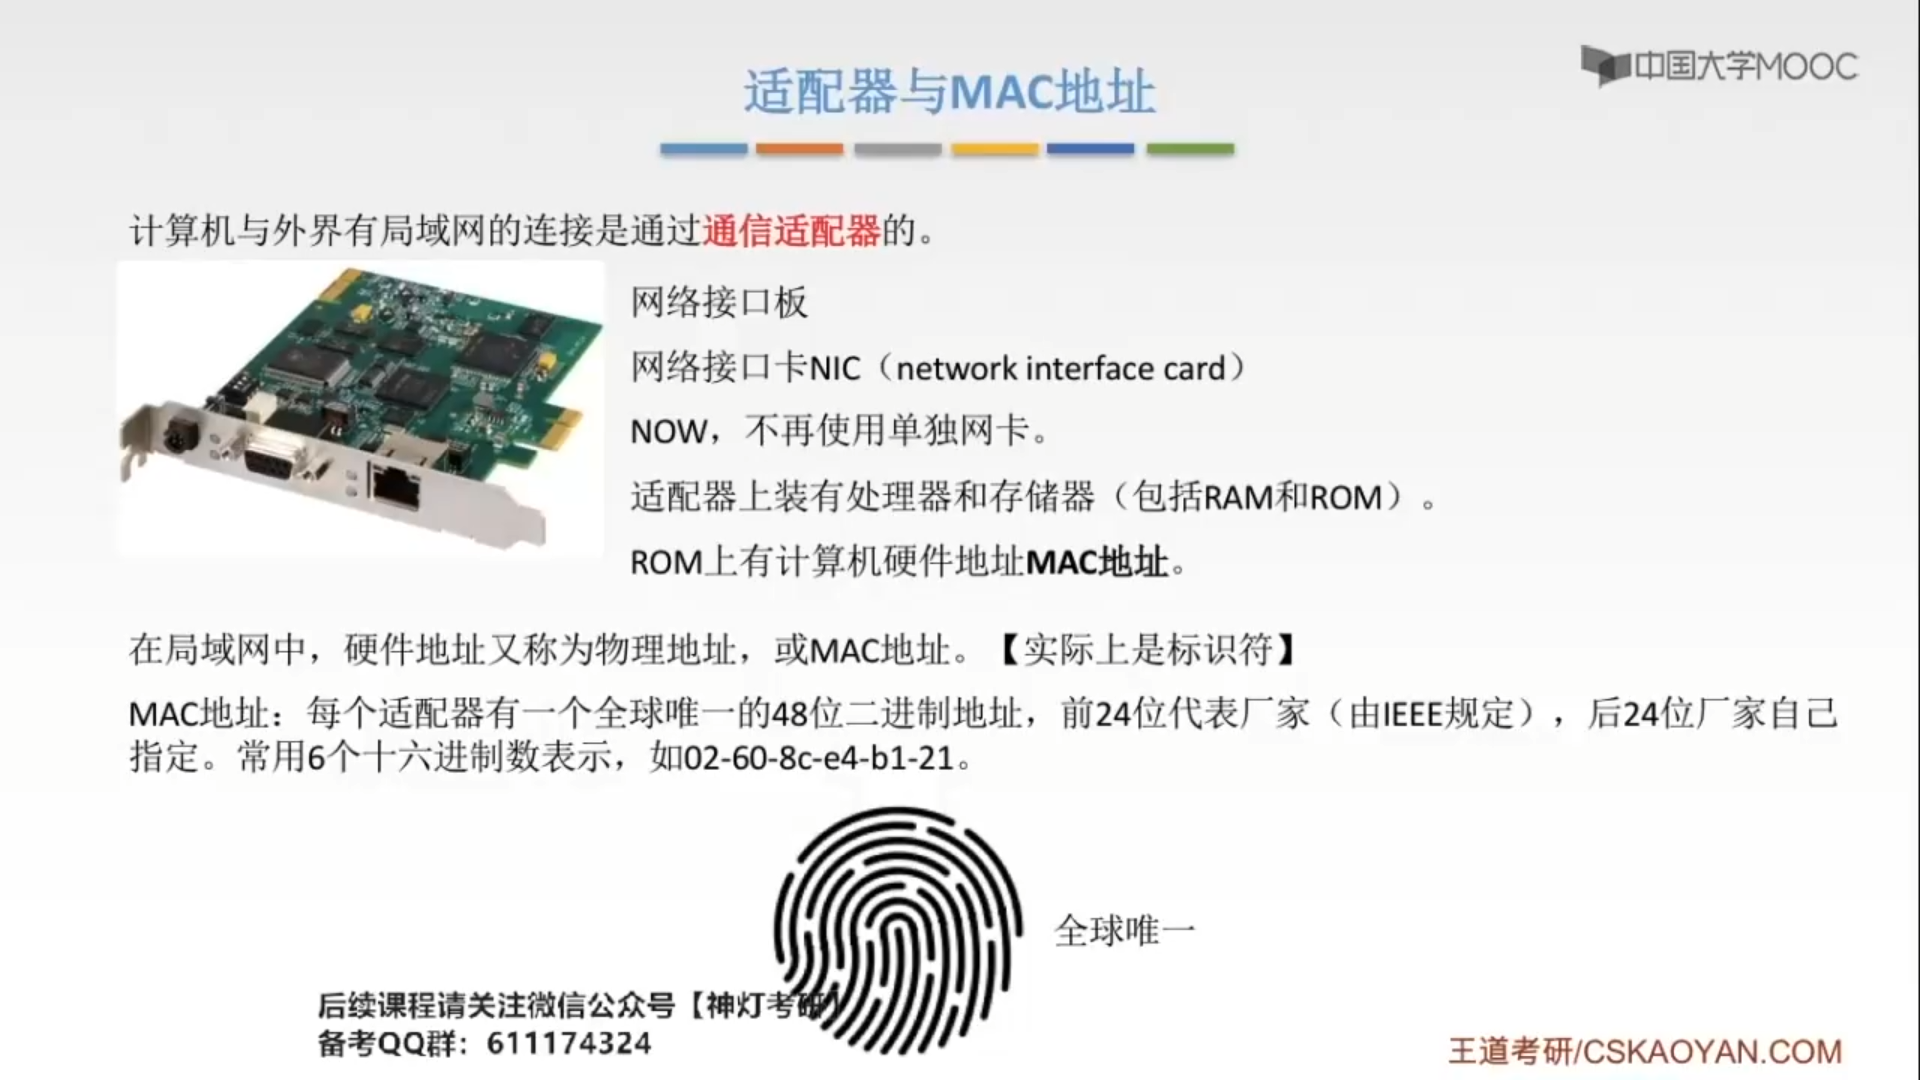 中国大学MOOC
适配器与MAC地址
计算机与外界有局域网的连接是通过通信适配器的。
网络接口板
网络接口卡NIC（network interface card）
NOW，不再使用单独网卡。
适配器上装有处理器和存储器（包括RAM和ROM）。
ROM上有计算机硬件地址MAC地址。
在局域网中，硬件地址又称为物理地址，或MAC地址。【实际上是标识符】
MAC地址：每个适配器有一个全球唯一的48位二进制地址，前24位代表厂家（由IEEE规定），后24位厂家自己
指定。常用6个十六进制数表示，如02-60-8c-e4-b1-21。
全球唯一
后续课程请关注微信公众号【神灯考研】
备考QQ群：611174324
王道考研/CSKAOYAN.COM